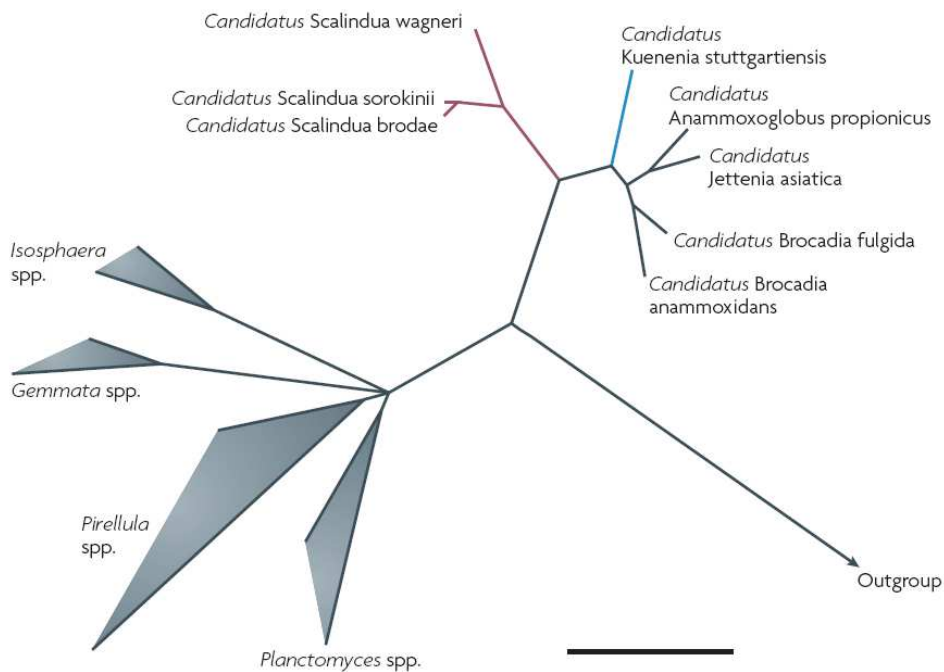 Candidatus Scalindua wagneri
Candidatus
Kuenenia stuttgartiensis
Candidatus Scalindua sorokinii
Candidatus Scalindua brodae
Candidatus
Anammoxoglobus propionicus
Candidatus
Jettenia asiatica
Candidatus Brocadia fulgida
Candidatus Brocadia
anammoxidans
Isosphaera
spp.
Gemmata spp.
Pirellula
spp.
Planctomyces spp.
Outgroup